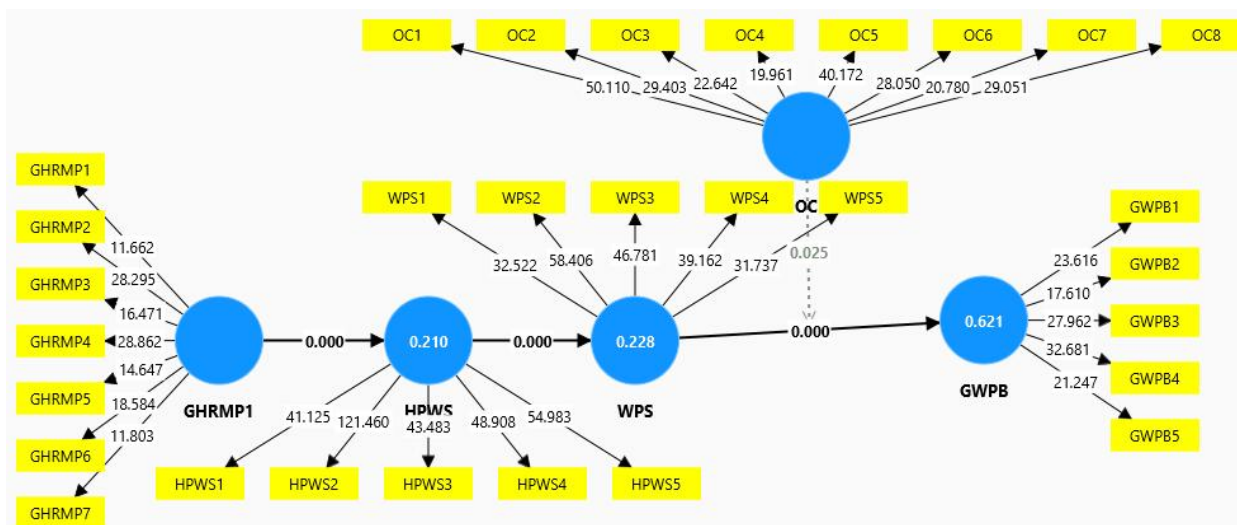 OC1 OC2 OC3 OC4 OC5 OC6 OC7 OC8
50.110 29.403 22.642 19.961 40.172 28.050 20.780 29.051
OC
WPS1 WPS2 WPS3 WPS4 WPS5
32.522 58.406 46.781 39.162 31.737
0.025
GHRMP1
GHRMP2
GHRMP3
GHRMP4
GHRMP5
GHRMP6
GHRMP7
11.662
28.295
16.471
28.862
14.647
18.584
11.803
GHRMP1
0.000
0.210
HPWS
0.000
0.228
WPS
0.000
0.621
GWPB
41.125 121.460 43.483 48.908 54.983
HPWS1 HPWS2 HPWS3 HPWS4 HPWS5
23.616
17.610
27.962
32.681
21.247
GWPB1
GWPB2
GWPB3
GWPB4
GWPB5